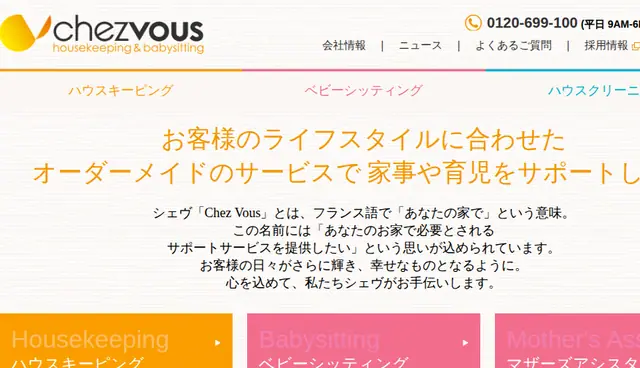 chezvous
housekeeping & babysitting
0120-699-100 (平日 9AM-6
会社情報 | ニュース | よくあるご質問 | 採用情報
ハウスキーピング ベビーシッティング ハウスクリーニ
お客様のライフスタイルに合わせた
オーダーメイドのサービスで 家事や育児をサポートし
シェヴ「Chez Vous」とは、フランス語で「あなたの家で」という意味。
この名前には「あなたのお家で必要とされる
サポートサービスを提供したい」という思いが込められています。
お客様の日々がさらに輝き、幸せなものとなるように。
心を込めて、私たちシェヴがお手伝いします。
Housekeeping Babysitting Mother's Ass
ハウスキーピング ベビーシッティング マザーズアシスタ